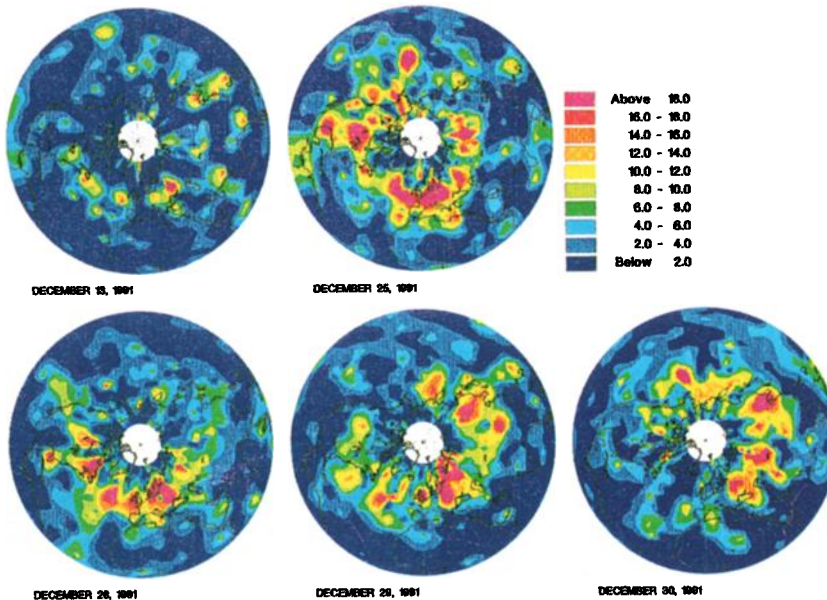 Above 18.0
16.0 - 18.0
14.0 - 16.0
12.0 - 14.0
10.0 - 12.0
8.0 - 10.0
6.0 - 8.0
4.0 - 6.0
2.0 - 4.0
Below 2.0
DECEMBER 13, 1991
DECEMBER 25, 1991
DECEMBER 1991
DECEMBER 29, 1991
DECEMBER 30, 1991